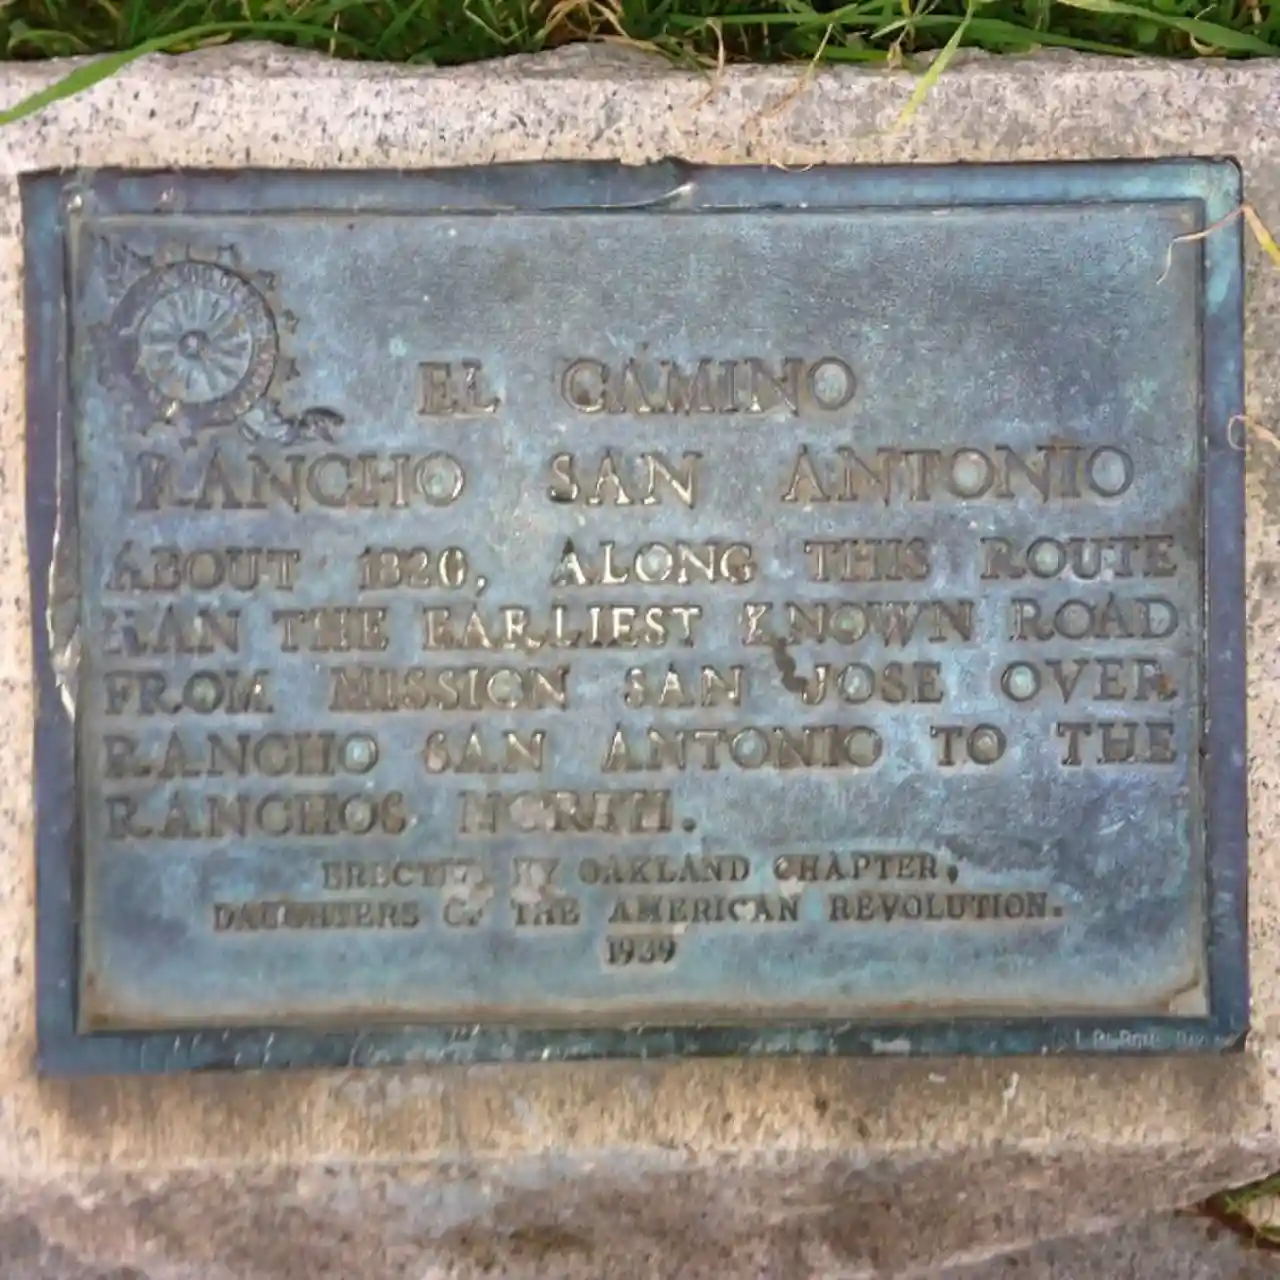 EL CAMINO
RANCHO SAN ANTONIO
ABOUT 1820, ALONG THIS ROUTE
RAN THE EARLIEST KNOWN ROAD
FROM MISSION SAN JOSE OVER
RANCHO SAN ANTONIO TO THE
RANCHOS NORTH.
ERECTED BY OAKLAND CHAPTER,
DAUGHTERS OF THE AMERICAN REVOLUTION.
1939